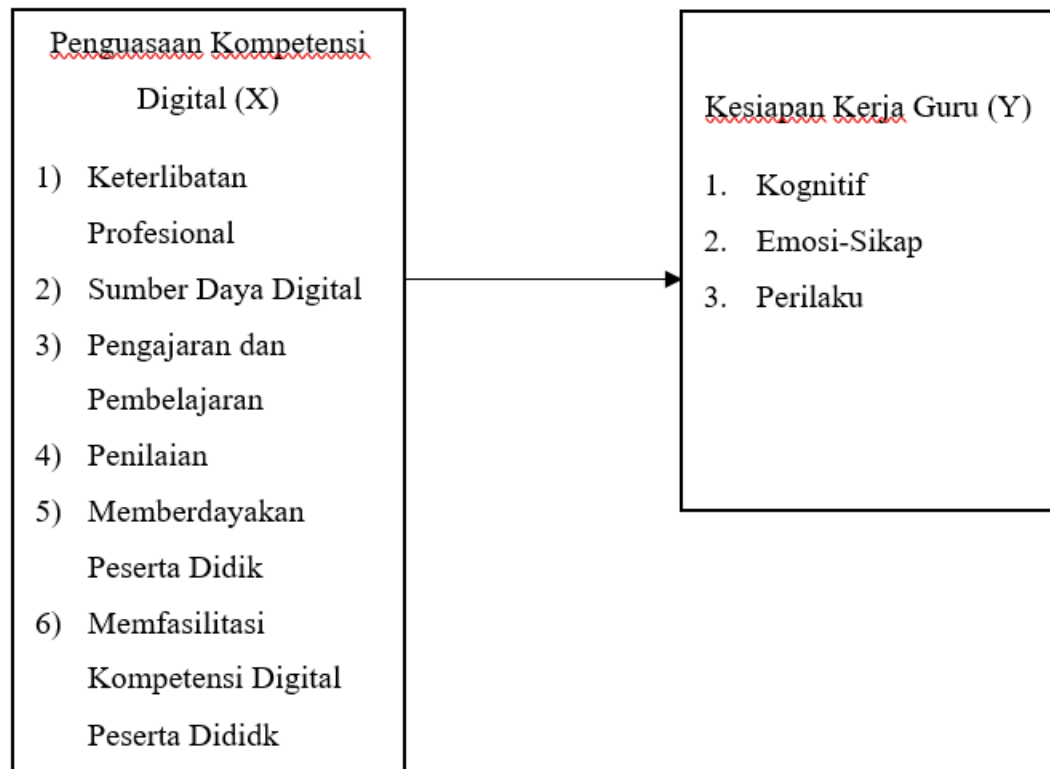 Penguasaan Kompetensi
Digital (X)
1) Keterlibatan
Profesional
2) Sumber Daya Digital
3) Pengajaran dan
Pembelajaran
4) Penilaian
5) Memberdayakan
Peserta Didik
6) Memfasilitasi
Kompetensi Digital
Peserta Dididk
Kesiapan Kerja Guru (Y)
1. Kognitif
2. Emosi-Sikap
3. Perilaku